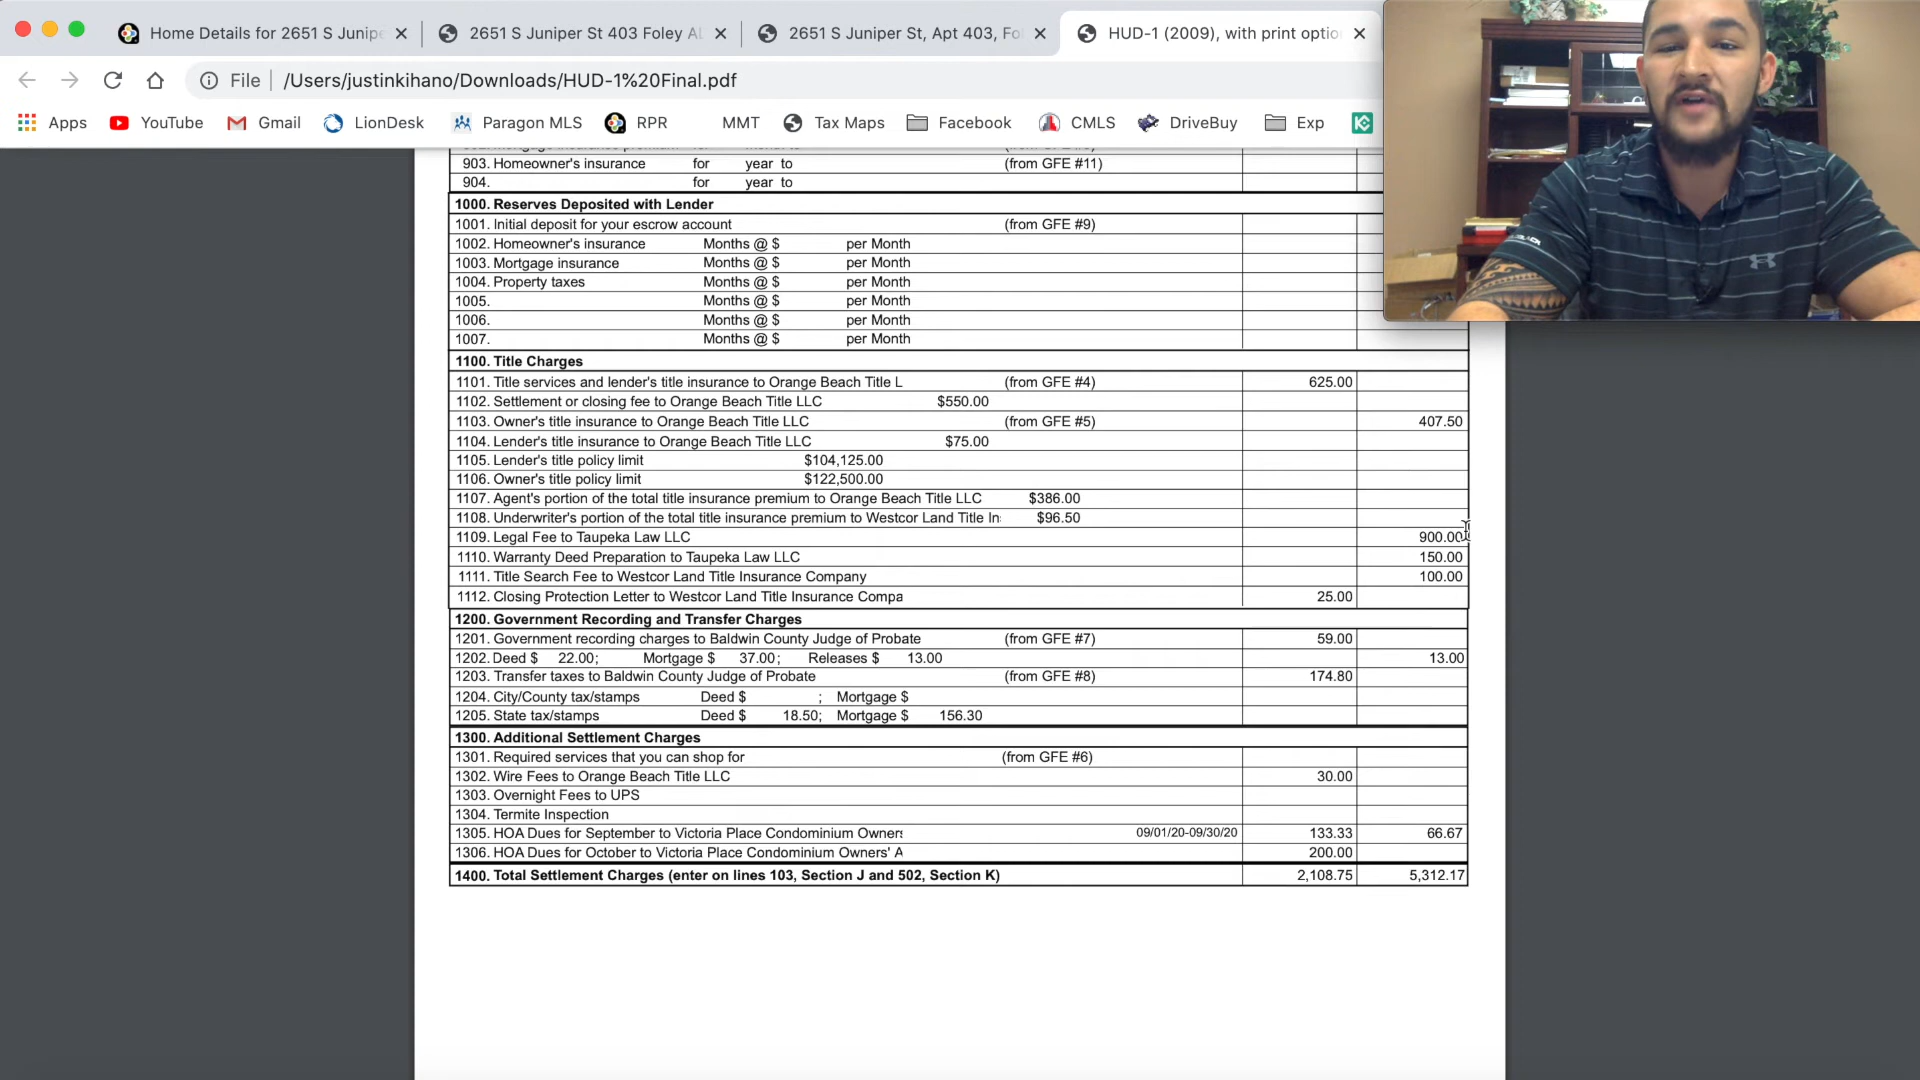 Home Details for 2651 S Junipe
2651 S Juniper St 403 Foley AL
2651 S Juniper St, Apt 403, Fo
HUD-1 (2009), with print optio
File | /Users/justinkihano/Downloads/HUD-1%20Final.pdf
Apps YouTube Gmail LionDesk Paragon MLS RPR MMT Tax Maps Facebook CMLS DriveBuy Exp
903. Homeowner's insurance for year to (from GFE #11)
904. for year to
1000. Reserves Deposited with Lender
1001. Initial deposit for your escrow account (from GFE #9)
1002. Homeowner's insurance Months @ $ per Month
1003. Mortgage insurance Months @ $ per Month
1004. Property taxes Months @ $ per Month
1005. Months @ $ per Month
1006. Months @ $ per Month
1007. Months @ $ per Month
1100. Title Charges
1101. Title services and lender's title insurance to Orange Beach Title L (from GFE #4) 625.00
1102. Settlement or closing fee to Orange Beach Title LLC $550.00
1103. Owner's title insurance to Orange Beach Title LLC (from GFE #5) 407.50
1104. Lender's title insurance to Orange Beach Title LLC $75.00
1105. Lender's title policy limit $104,125.00
1106. Owner's title policy limit $122,500.00
1107. Agent's portion of the total title insurance premium to Orange Beach Title LLC $386.00
1108. Underwriter's portion of the total title insurance premium to Westcor Land Title In $96.50
1109. Legal Fee to Taupeka Law LLC 900.00
1110. Warranty Deed Preparation to Taupeka Law LLC 150.00
1111. Title Search Fee to Westcor Land Title Insurance Company 100.00
1112. Closing Protection Letter to Westcor Land Title Insurance Compa 25.00
1200. Government Recording and Transfer Charges
1201. Government recording charges to Baldwin County Judge of Probate (from GFE #7) 59.00
1202. Deed $ 22.00; Mortgage $ 37.00; Releases $ 13.00 13.00
1203. Transfer taxes to Baldwin County Judge of Probate (from GFE #8) 174.80
1204. City/County tax/stamps Deed $ ; Mortgage $
1205. State tax/stamps Deed $ 18.50; Mortgage $ 156.30
1300. Additional Settlement Charges
1301. Required services that you can shop for (from GFE #6)
1302. Wire Fees to Orange Beach Title LLC 30.00
1303. Overnight Fees to UPS
1304. Termite Inspection
1305. HOA Dues for September to Victoria Place Condominium Owners 09/01/20-09/30/20 133.33 66.67
1306. HOA Dues for October to Victoria Place Condominium Owners' A 200.00
1400. Total Settlement Charges (enter on lines 103, Section J and 502, Section K) 2,108.75 5,312.17